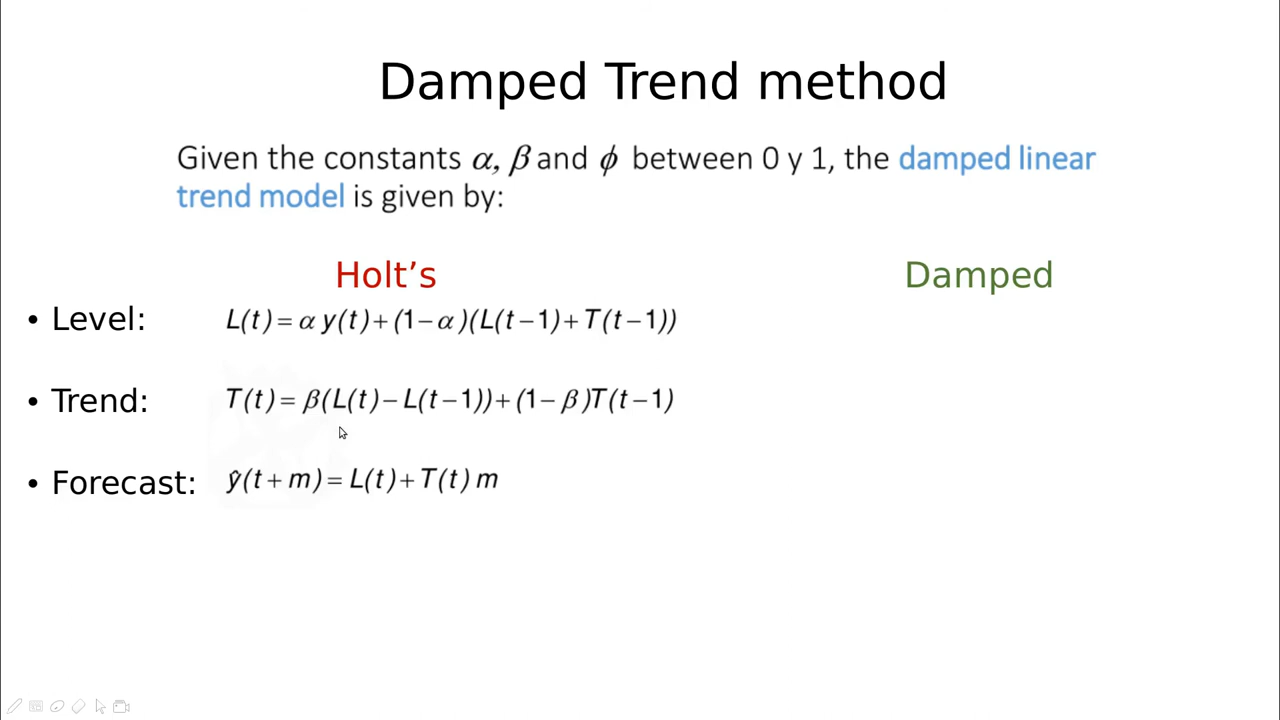 Damped Trend method
Given the constants α, β and ϕ between 0 y 1, the damped linear
trend model is given by:
Holt’s
Damped
• Level: L(t)= α y(t)+(1−α)(L(t−1)+T(t−1))
• Trend: T(t)= β(L(t)−L(t−1))+(1−β)T(t−1)
• Forecast: ŷ(t+m)= L(t)+T(t) m